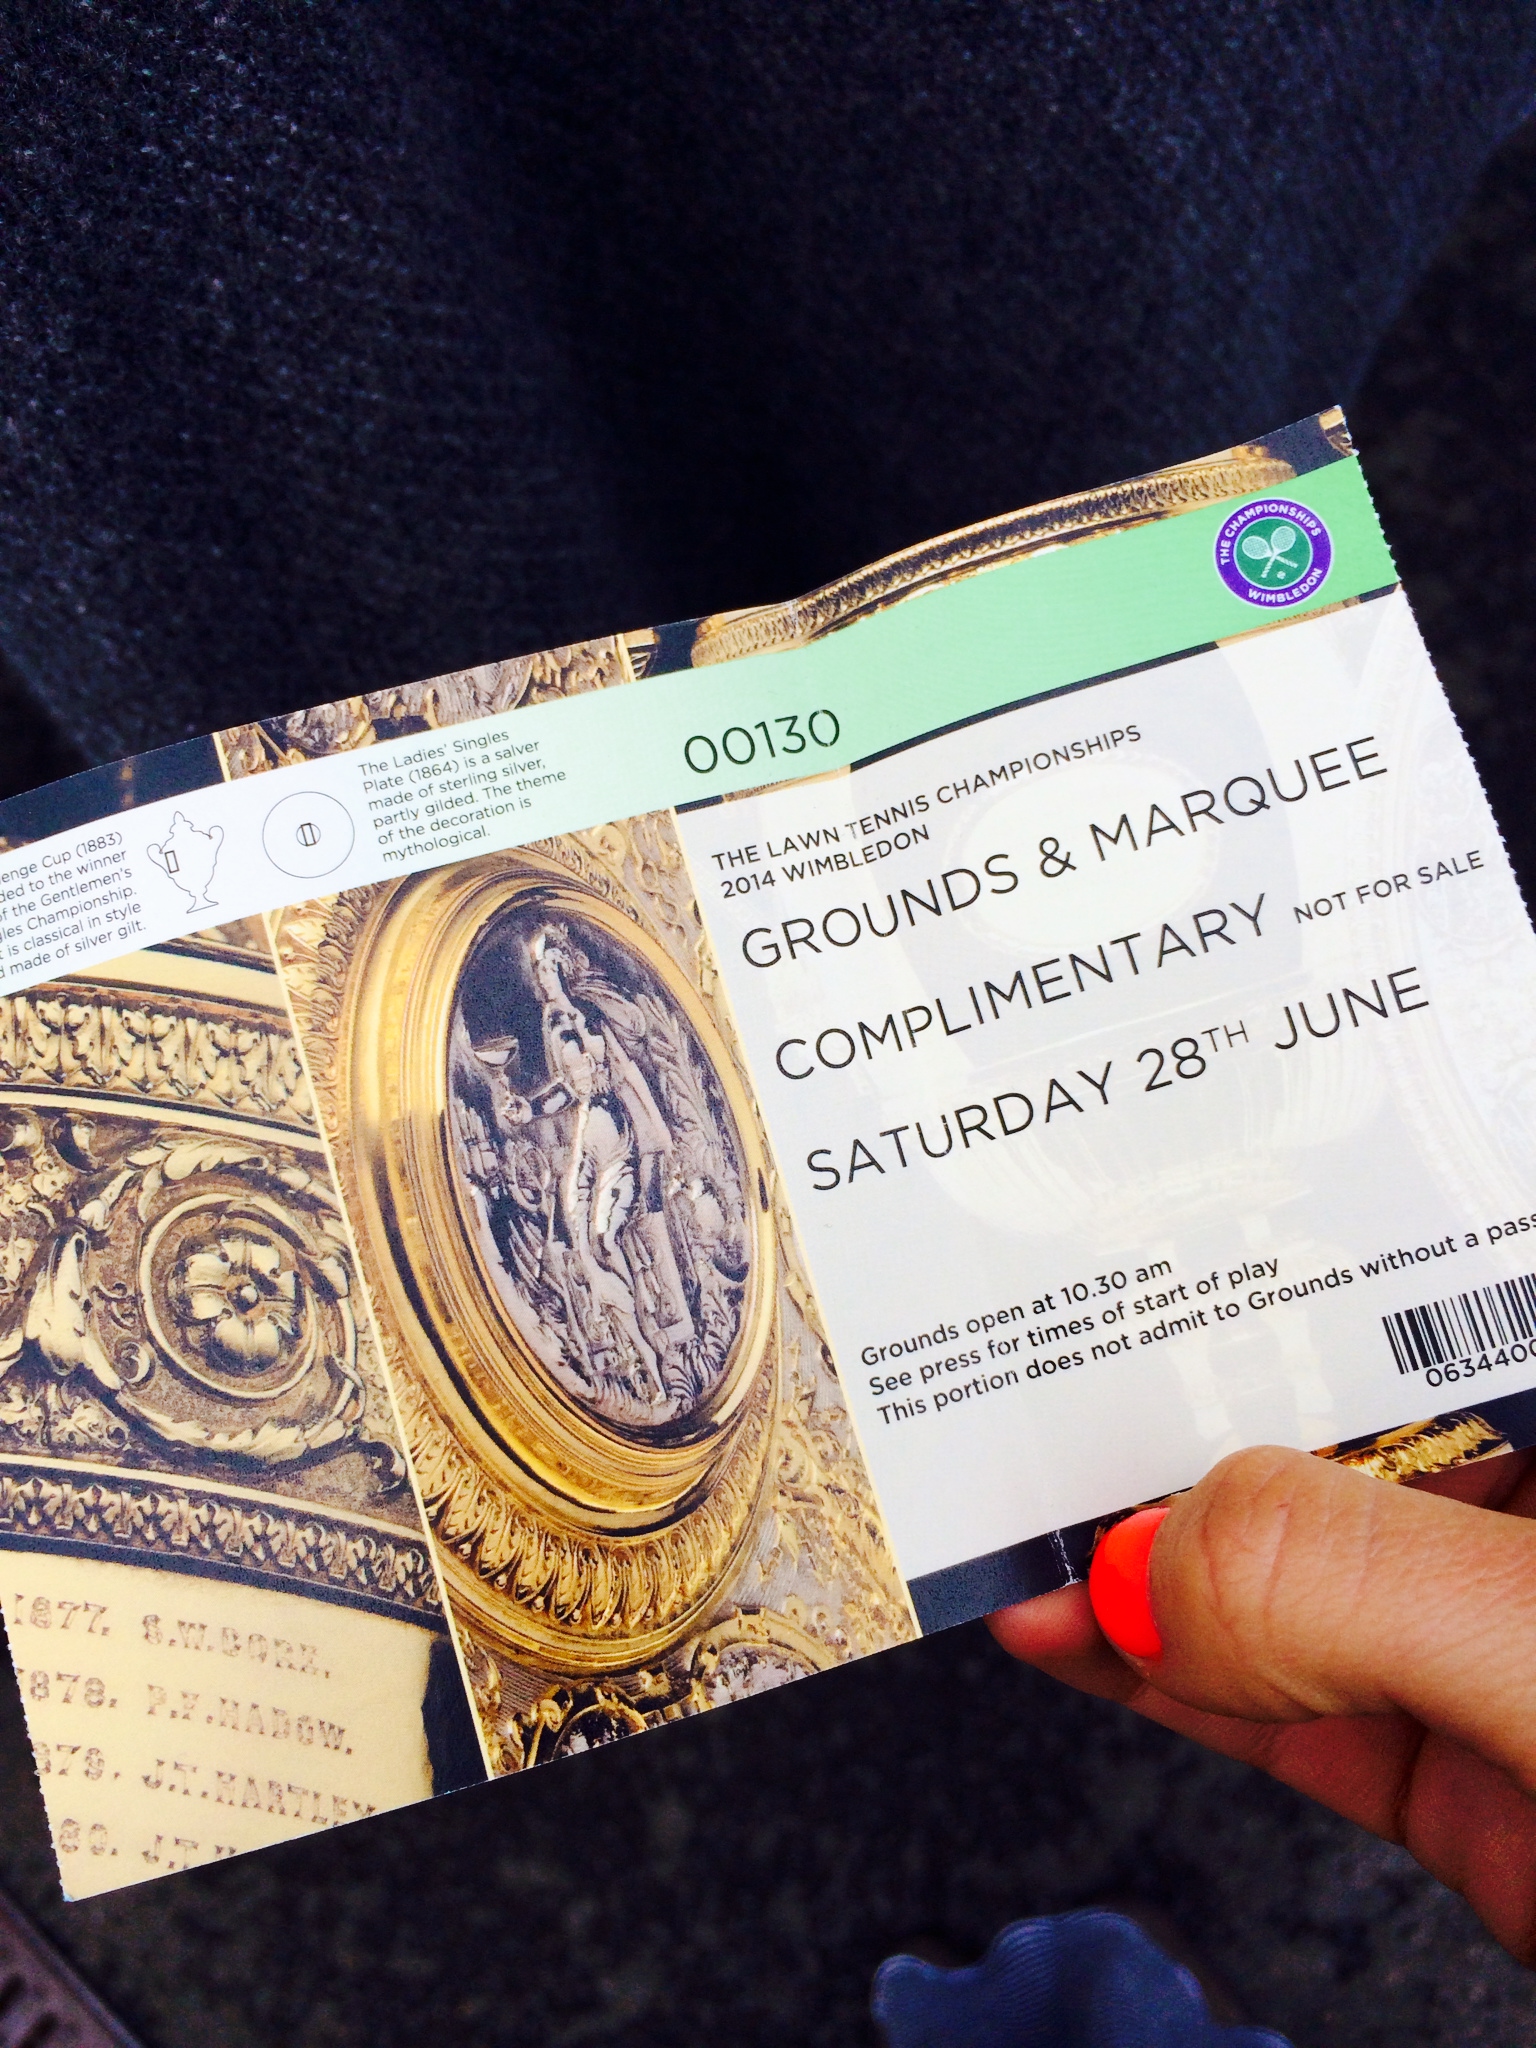 enge Cup (1883)
ded to the winner
of the Gentlemen's
gles Championship.
t is classical in style
d made of silver gilt.
The Ladies' Singles
Plate (1864) is a salver
made of sterling silver,
partly gilded. The theme
of the decoration is
mythological.
00130
THE CHAMPIONSHIPS
WIMBLEDON
THE LAWN TENNIS CHAMPIONSHIPS
2014 WIMBLEDON
GROUNDS & MARQUEE
COMPLIMENTARY NOT FOR SALE
SATURDAY 28TH JUNE
Grounds open at 10.30 am
See press for times of start of play
This portion does not admit to Grounds without a pass
0634400
1877. S.W.GORE.
1878. P.F.HADOW.
879. J.T.HARTLEY
80. J.T.H